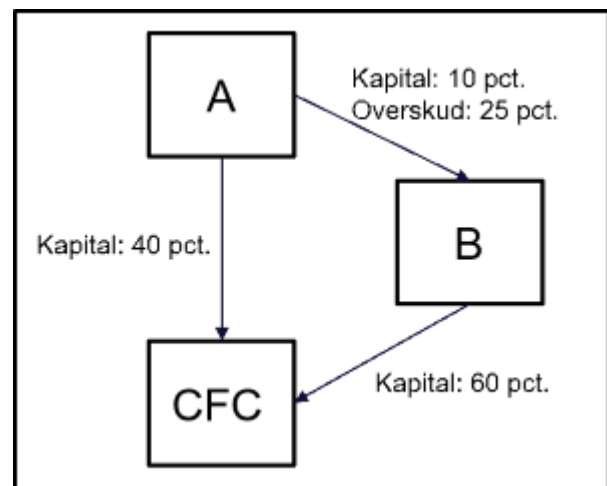 A
Kapital: 10 pct.
Overskud: 25 pct.
Kapital: 40 pct.
B
CFC
Kapital: 60 pct.